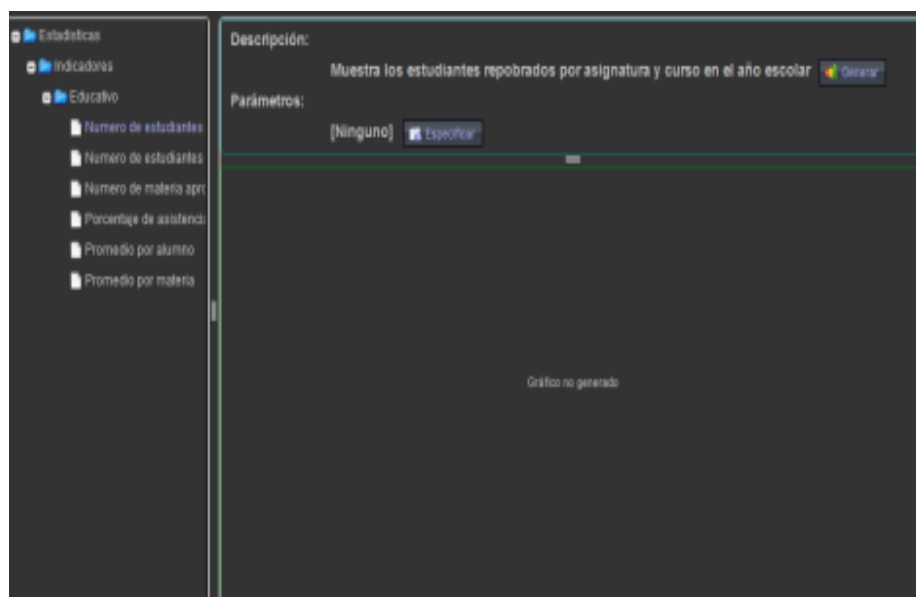 Estadisticas
Indicadores
Educativo
Numero de estudiantes
Numero de estudiantes
Numero de materia apro
Porcentaje de asistencia
Promedio por alumno
Promedio por materia
Descripción:
Muestra los estudiantes repobrados por asignatura y curso en el año escolar
Generar
Parámetros:
[Ninguno]
Especificar
Gráfico no generado